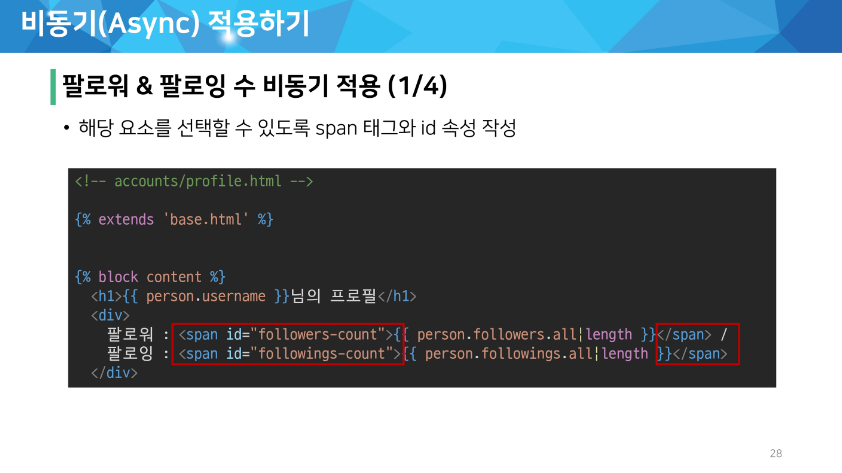 비동기(Async) 적용하기
팔로워 & 팔로잉 수 비동기 적용 (1/4)
• 해당 요소를 선택할 수 있도록 span 태그와 id 속성 작성
<!-- accounts/profile.html -->
{% extends 'base.html' %}
{% block content %}
<h1>{{ person.username }}님의 프로필</h1>
<div>
팔로워 : <span id="followers-count">{{ person.followers.all|length }}</span> /
팔로잉 : <span id="followings-count">{{ person.followings.all|length }}</span>
</div>
28